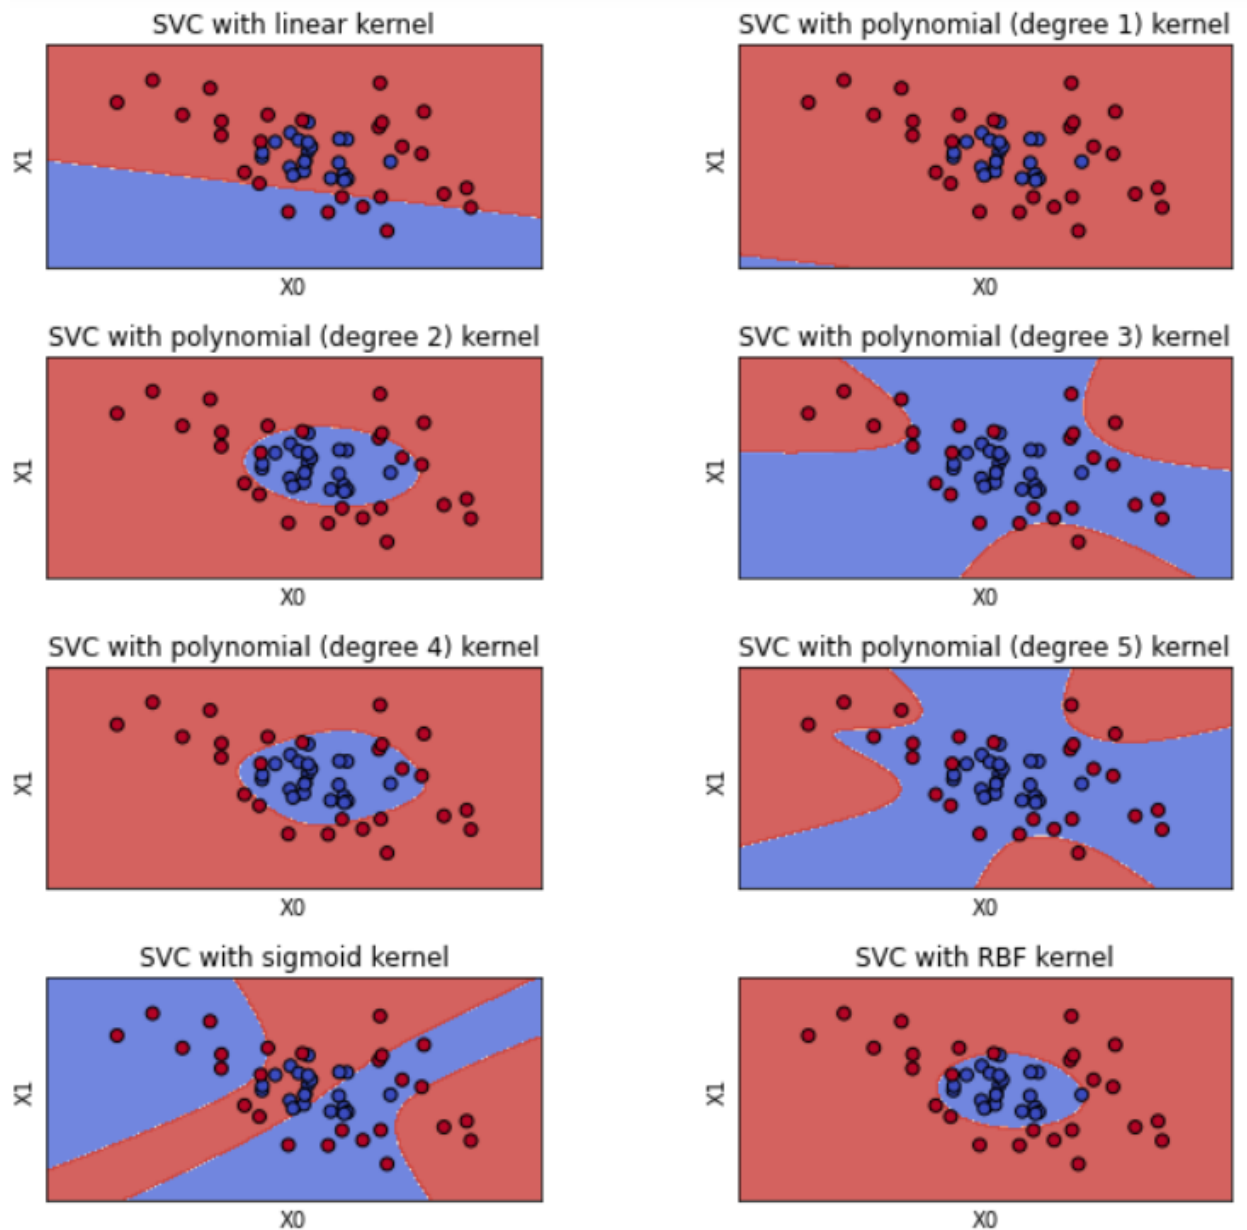 SVC with linear kernel
SVC with polynomial (degree 1) kernel
X1
X0
X1
X0
SVC with polynomial (degree 2) kernel
SVC with polynomial (degree 3) kernel
X1
X0
X1
X0
SVC with polynomial (degree 4) kernel
SVC with polynomial (degree 5) kernel
X1
X0
X1
X0
SVC with sigmoid kernel
SVC with RBF kernel
X1
X0
X1
X0